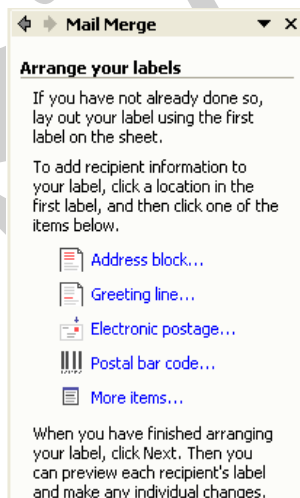 Mail Merge
Arrange your labels
If you have not already done so,
lay out your label using the first
label on the sheet.
To add recipient information to
your label, click a location in the
first label, and then click one of the
items below.
Address block...
Greeting line...
Electronic postage...
Postal bar code...
More items...
When you have finished arranging
your label, click Next. Then you
can preview each recipient's label
and make any individual changes.